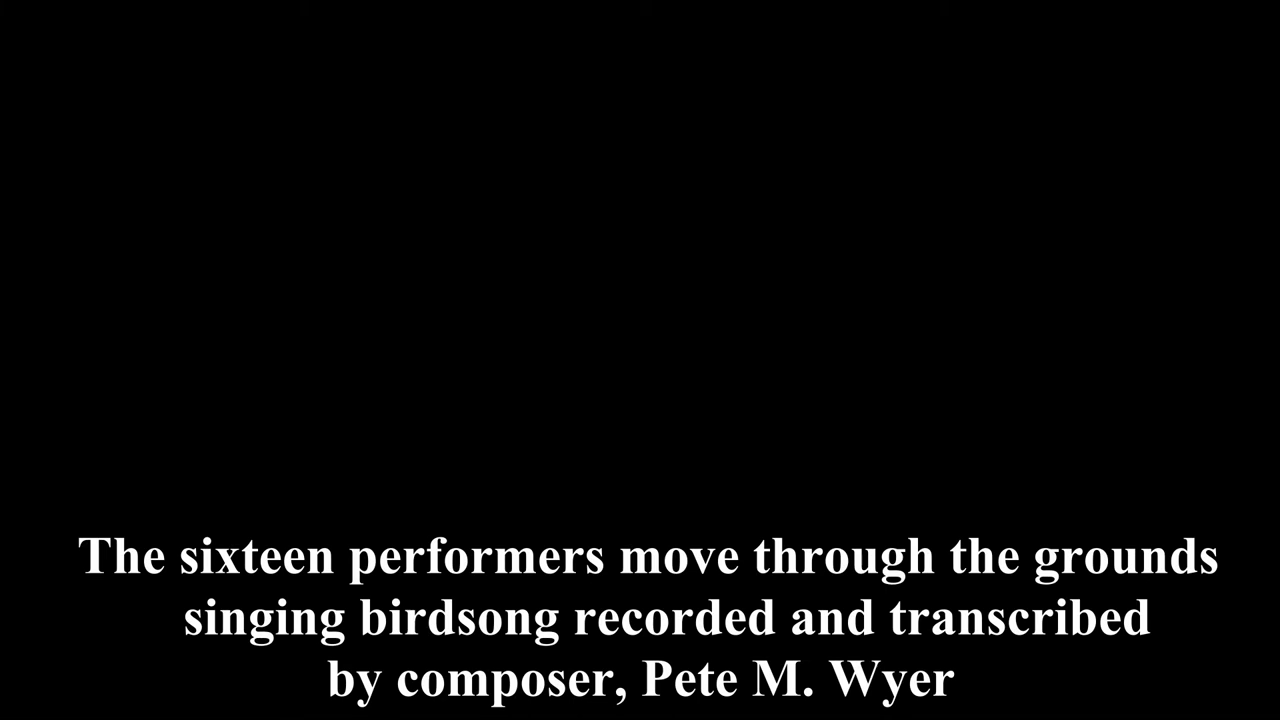 The sixteen performers move through the grounds
singing birdsong recorded and transcribed
by composer, Pete M. Wyer